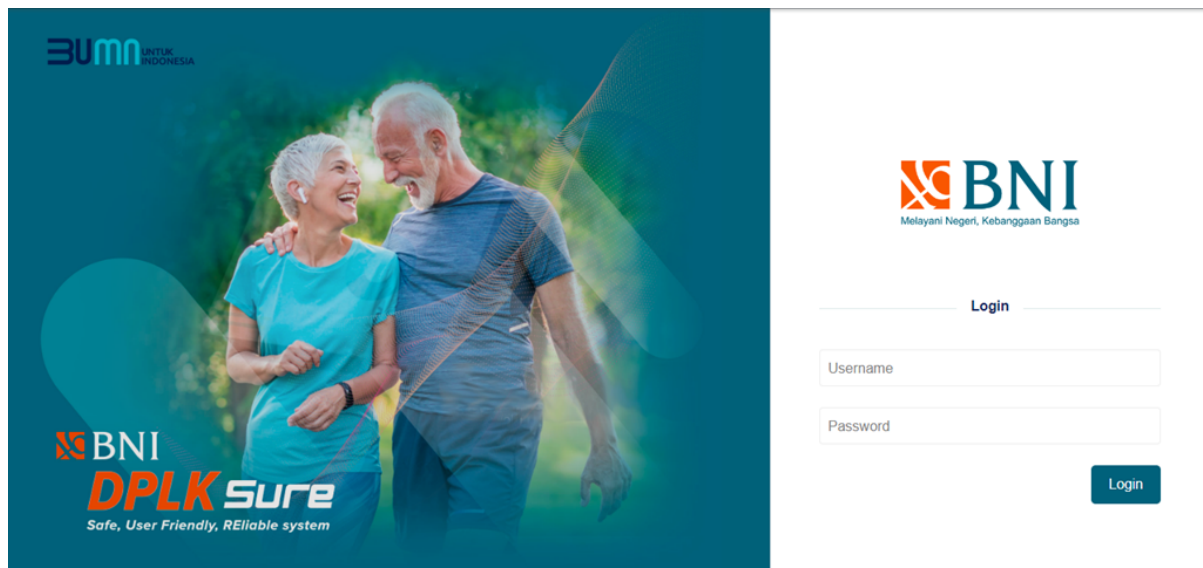 BUMN UNTUK
INDONESIA
BNI
DPLK Sure
Safe, User Friendly, REliable system
BNI
Melayani Negeri, Kebanggaan Bangsa
Login
Username
Password
Login